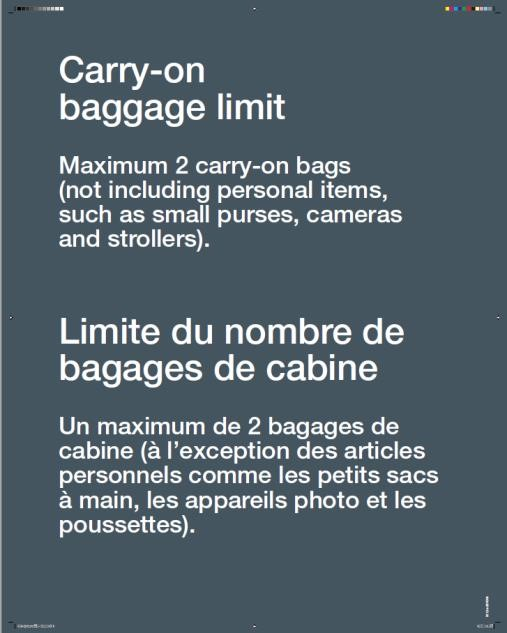 Carry-on
baggage limit
Maximum 2 carry-on bags
(not including personal items,
such as small purses, cameras
and strollers).
Limite du nombre de
bagages de cabine
Un maximum de 2 bagages de
cabine (à l’exception des articles
personnels comme les petits sacs
à main, les appareils photo et les
poussettes).